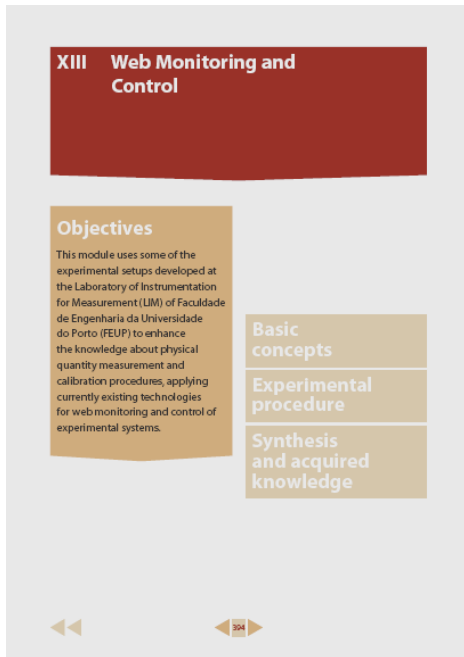 XIII Web Monitoring and
Control
Objectives
This module uses some of the
experimental setups developed at
the Laboratory of Instrumentation
for Measurement (LIM) of Faculdade
de Engenharia da Universidade
do Porto (FEUP) to enhance
the knowledge about physical
quantity measurement and
calibration procedures, applying
currently existing technologies
for web monitoring and control of
experimental systems.
Basic
concepts
Experimental
procedure
Synthesis
and acquired
knowledge
394